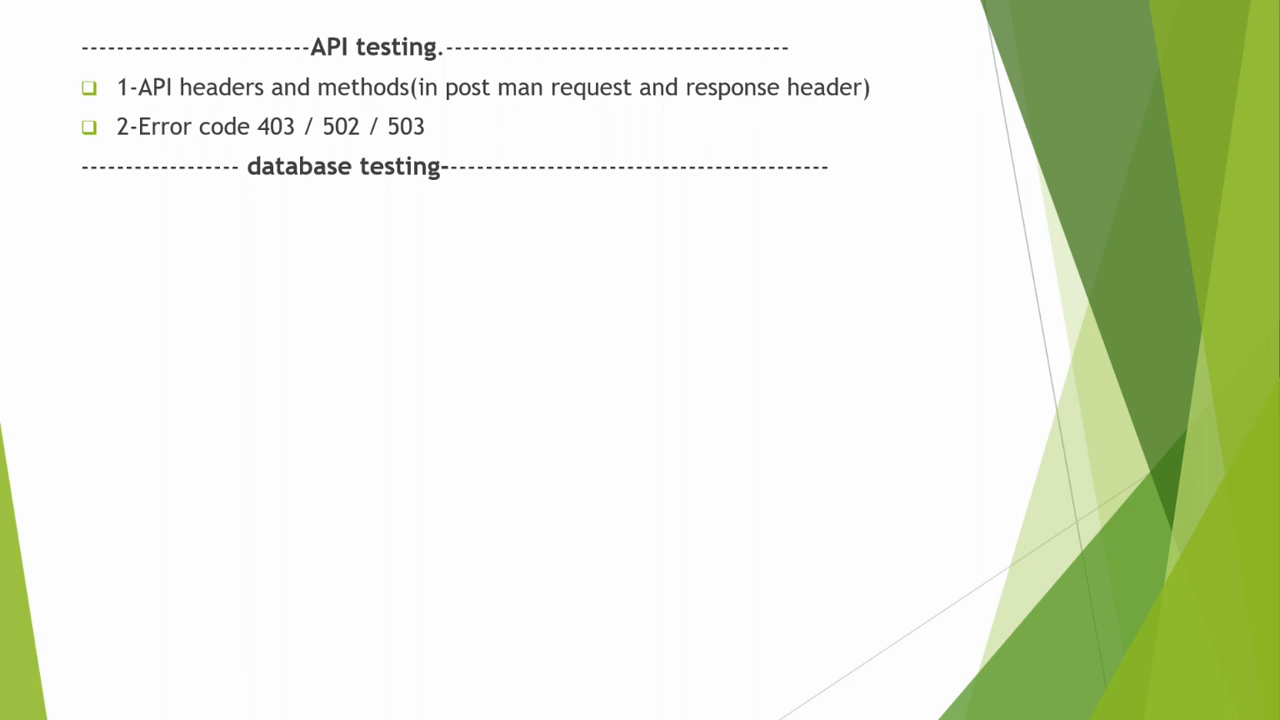 --------------------------API testing.---------------------------------------
❑ 1-API headers and methods(in post man request and response header)
❑ 2-Error code 403 / 502 / 503
------------------ database testing--------------------------------------------